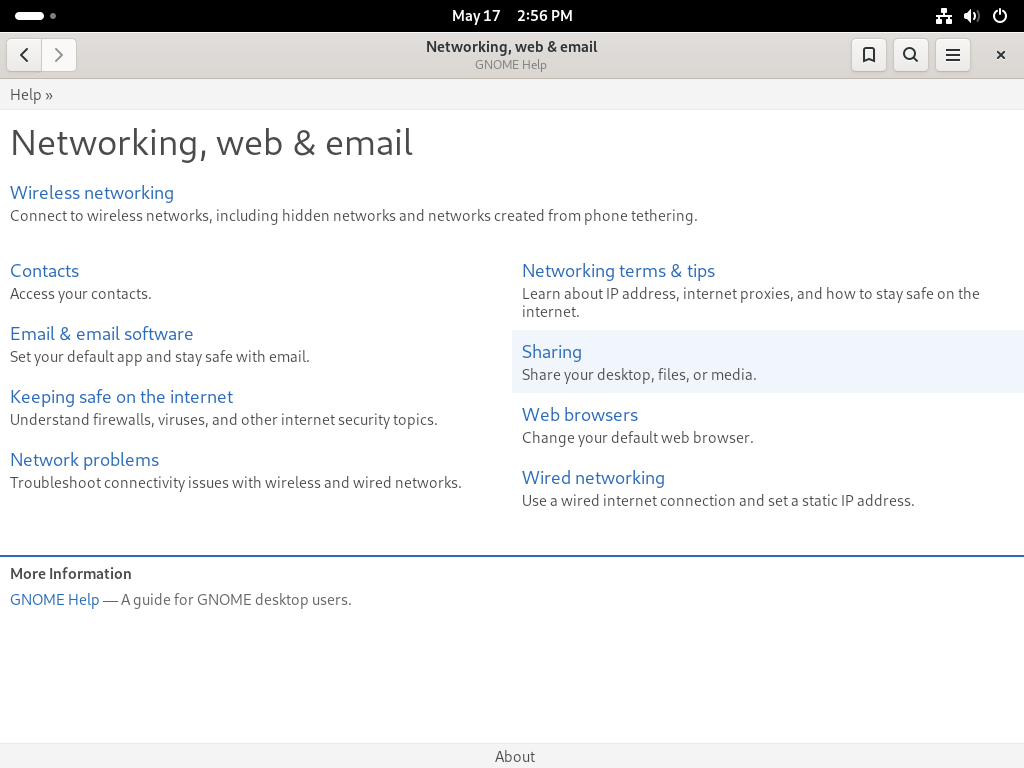 May 17 2:56 PM
Networking, web & email
GNOME Help
Help »
Networking, web & email
Wireless networking
Connect to wireless networks, including hidden networks and networks created from phone tethering.
Contacts
Access your contacts.
Email & email software
Set your default app and stay safe with email.
Keeping safe on the internet
Understand firewalls, viruses, and other internet security topics.
Network problems
Troubleshoot connectivity issues with wireless and wired networks.
Networking terms & tips
Learn about IP address, internet proxies, and how to stay safe on the
internet.
Sharing
Share your desktop, files, or media.
Web browsers
Change your default web browser.
Wired networking
Use a wired internet connection and set a static IP address.
More Information
GNOME Help — A guide for GNOME desktop users.
About